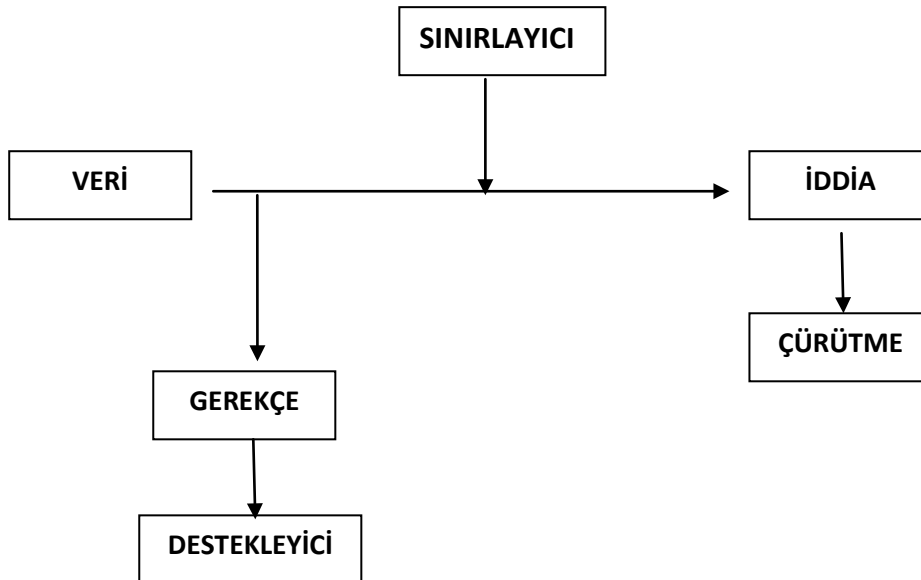 SINIRLAYICI
VERİ
İDDİA
ÇÜRÜTME
GEREKÇE
DESTEKLEYİCİ